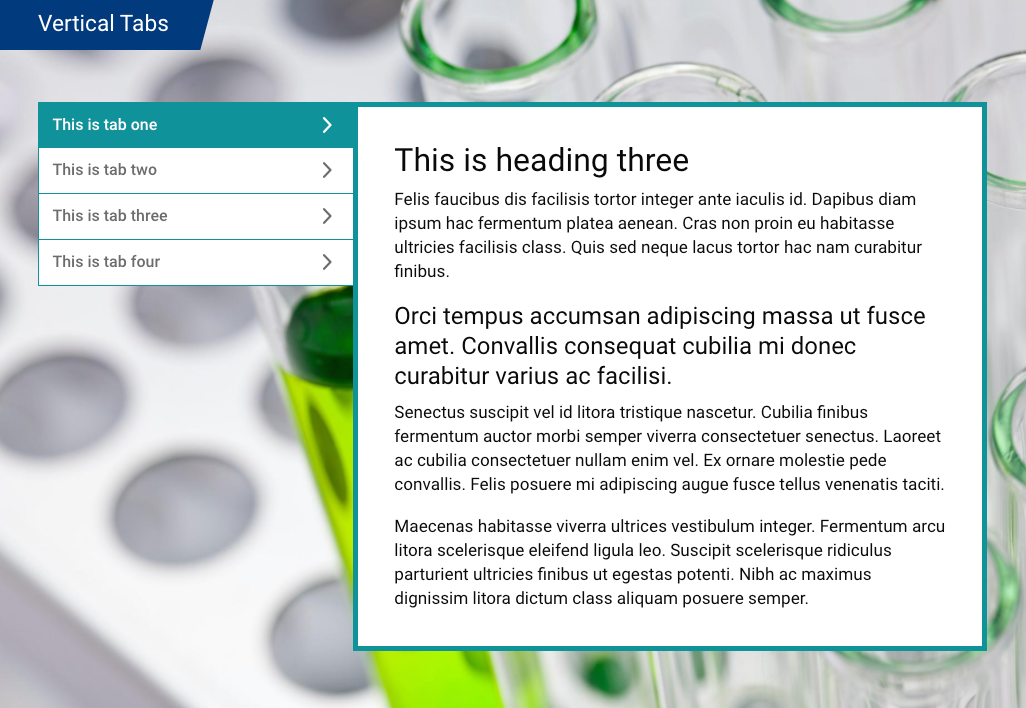 Vertical Tabs
This is tab one
This is tab two
This is tab three
This is tab four
This is heading three
Felis faucibus dis facilisis tortor integer ante iaculis id. Dapibus diam
ipsum hac fermentum platea aenean. Cras non proin eu habitasse
ultricies facilisis class. Quis sed neque lacus tortor hac nam curabitur
finibus.
Orci tempus accumsan adipiscing massa ut fusce
amet. Convallis consequat cubilia mi donec
curabitur varius ac facilisi.
Senectus suscipit vel id litora tristique nascetur. Cubilia finibus
fermentum auctor morbi semper viverra consectetuer senectus. Laoreet
ac cubilia consectetuer nullam enim vel. Ex ornare molestie pede
convallis. Felis posuere mi adipiscing augue fusce tellus venenatis taciti.
Maecenas habitasse viverra ultrices vestibulum integer. Fermentum arcu
litora scelerisque eleifend ligula leo. Suscipit scelerisque ridiculus
parturient ultricies finibus ut egestas potenti. Nibh ac maximus
dignissim litora dictum class aliquam posuere semper.